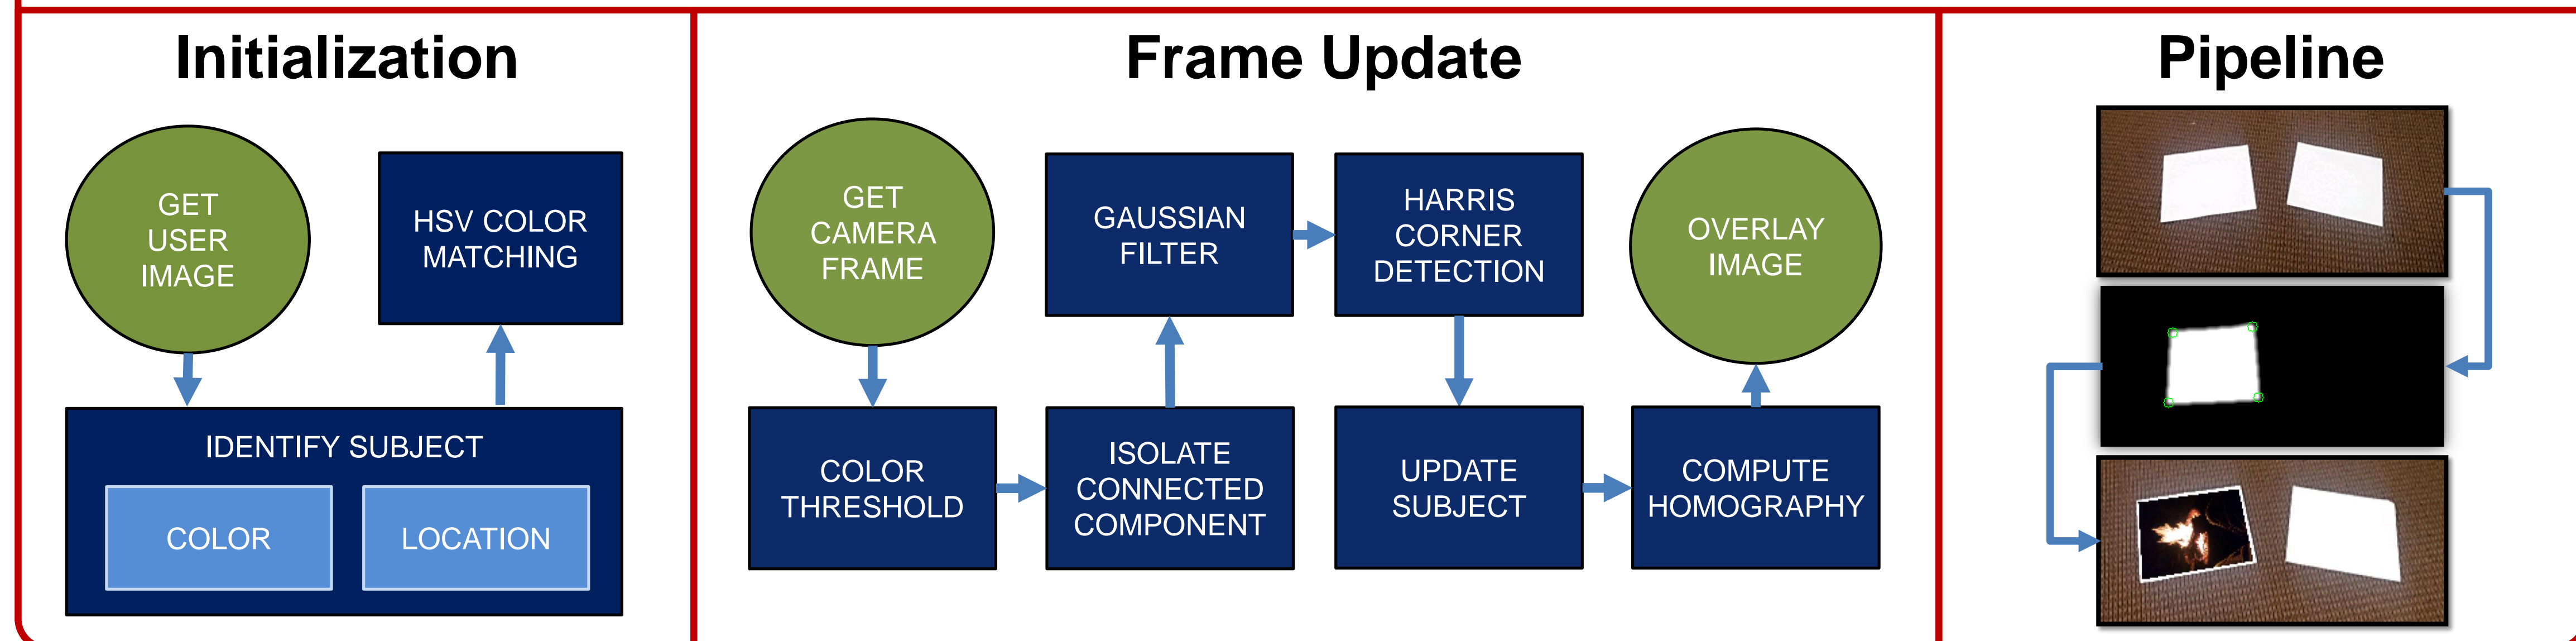 Initialization
GET
USER
IMAGE
HSV COLOR
MATCHING
IDENTIFY SUBJECT
COLOR
LOCATION
Frame Update
GET
CAMERA
FRAME
COLOR
THRESHOLD
ISOLATE
CONNECTED
COMPONENT
GAUSSIAN
FILTER
HARRIS
CORNER
DETECTION
UPDATE
SUBJECT
COMPUTE
HOMOGRAPHY
OVERLAY
IMAGE
Pipeline